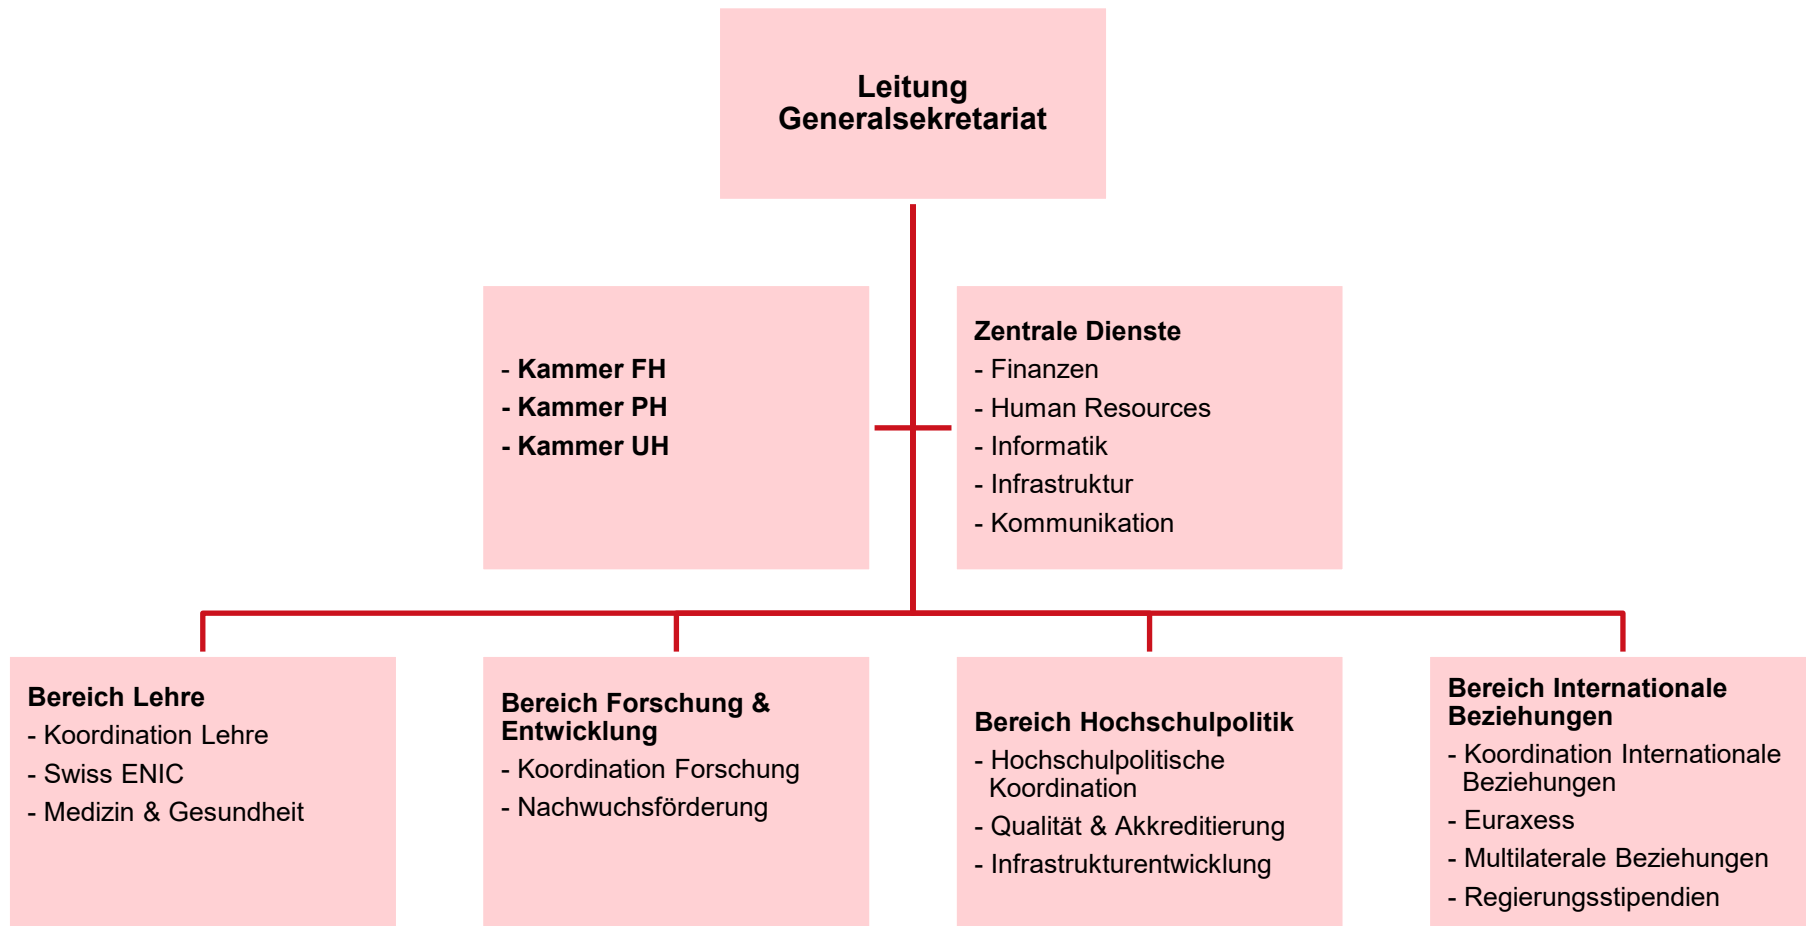 Leitung
Generalsekretariat
- Kammer FH
- Kammer PH
- Kammer UH
Zentrale Dienste
- Finanzen
- Human Resources
- Informatik
- Infrastruktur
- Kommunikation
Bereich Lehre
- Koordination Lehre
- Swiss ENIC
- Medizin & Gesundheit
Bereich Forschung &
Entwicklung
- Koordination Forschung
- Nachwuchsförderung
Bereich Hochschulpolitik
- Hochschulpolitische
Koordination
- Qualität & Akkreditierung
- Infrastrukturentwicklung
Bereich Internationale
Beziehungen
- Koordination Internationale
Beziehungen
- Euraxess
- Multilaterale Beziehungen
- Regierungsstipendien